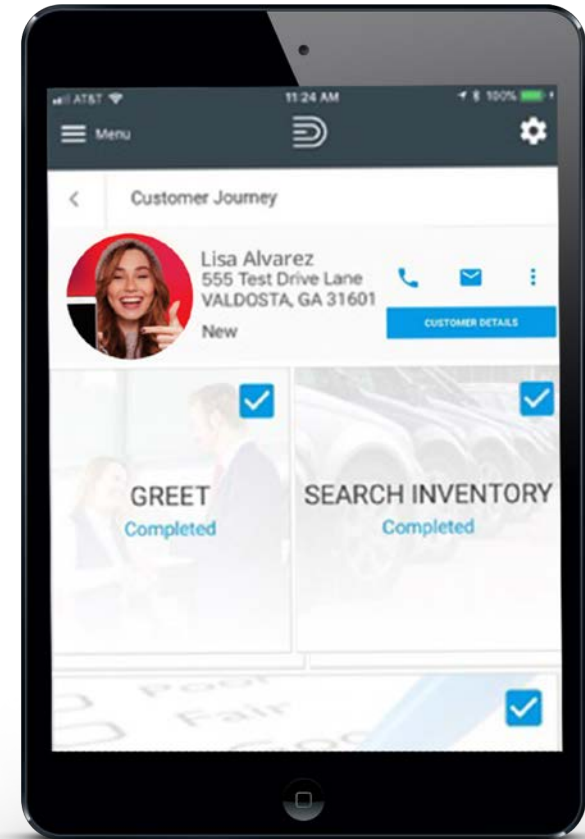 AT&T 11:24 AM 100%
Menu
Customer Journey
Lisa Alvarez
555 Test Drive Lane
VALDOSTA, GA 31601
New
CUSTOMER DETAILS
GREET
Completed
SEARCH INVENTORY
Completed
Poor
Fair
Good